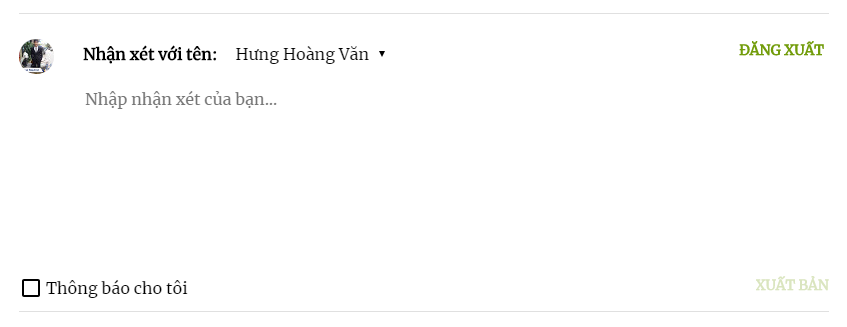 Nhận xét với tên: Hưng Hoàng Văn ▼ ĐĂNG XUẤT
Nhập nhận xét của bạn...
Thông báo cho tôi XUẤT BẢN